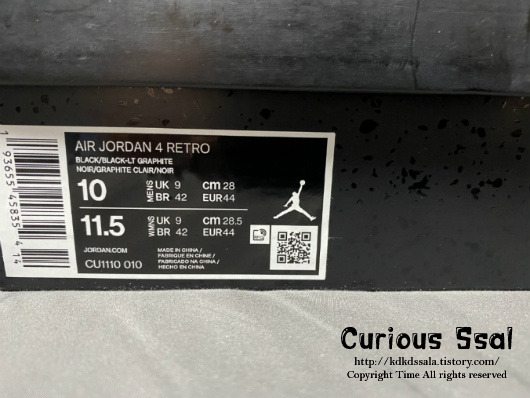 AIR JORDAN 4 RETRO
BLACK/BLACK-LT GRAPHITE
NOIR/GRAPHITE CLAIR/NOIR
10 MENS UK 9 cm 28
BR 42 EUR44
11.5 WMNS UK 9 cm 28.5
BR 42 EUR44
JORDAN.COM
CU1110 010
MADE IN CHINA /
FABRIQUE EN CHINE /
FABRICADO NA CHINA /
HECHO EN CHINA
1 93655 45835 4 14
Curious Ssal
http://kdkdssala.tistory.com/
Copyright Time All rights reserved